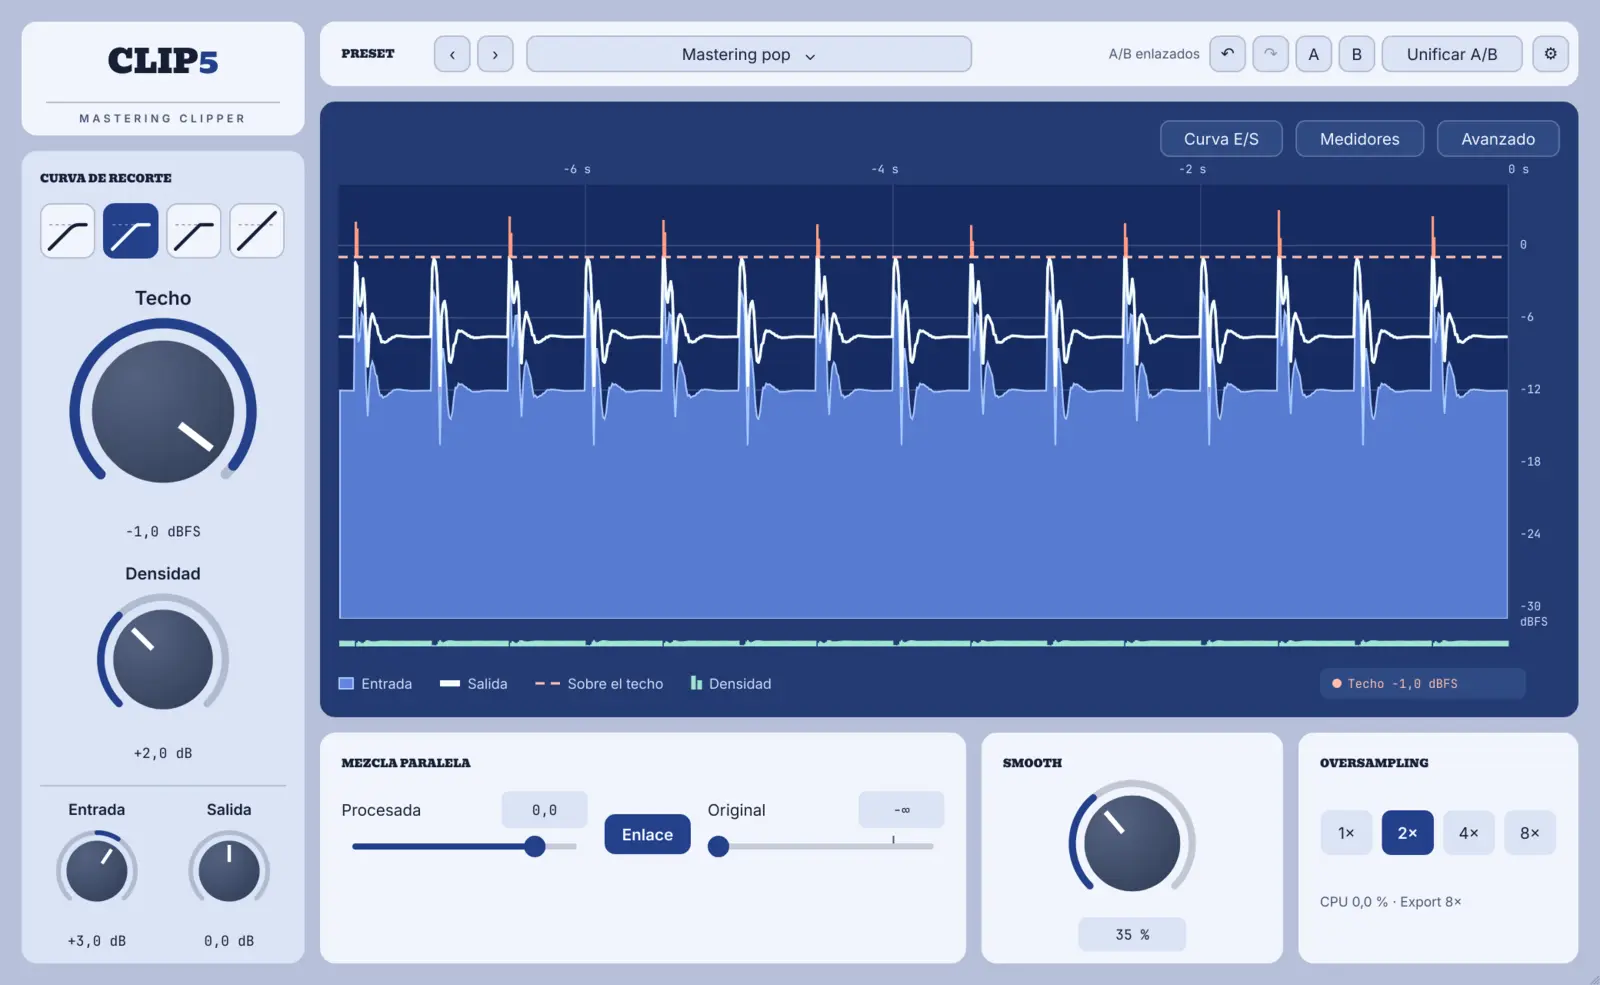 CLIP5
MASTERING CLIPPER
PRESET
‹
›
Mastering pop
A/B enlazados
A
B
Unificar A/B
CURVA DE RECORTE
Techo
-1,0 dBFS
Densidad
+2,0 dB
Entrada
Salida
+3,0 dB
0,0 dB
Curva E/S
Medidores
Avanzado
-6 s
-4 s
-2 s
0 s
0
-6
-12
-18
-24
-30
dBFS
Entrada
Salida
Sobre el techo
Densidad
Techo -1,0 dBFS
MEZCLA PARALELA
Procesada
0,0
Enlace
Original
-∞
SMOOTH
35 %
OVERSAMPLING
1×
2×
4×
8×
CPU 0,0 % · Export 8×